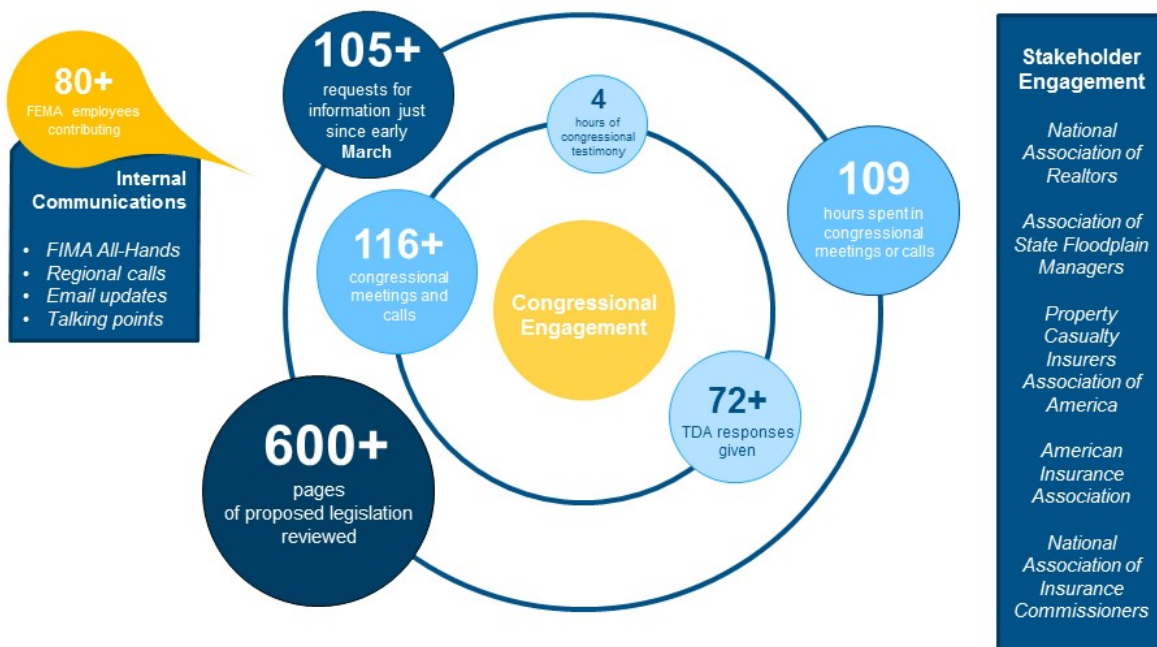 80+
FEMA employees
contributing
Internal
Communications
• FIMA All-Hands
• Regional calls
• Email updates
• Talking points
105+
requests for
information just
since early
March
4
hours of
congressional
testimony
109
hours spent in
congressional
meetings or calls
116+
congressional
meetings and
calls
Congressional
Engagement
72+
TDA responses
given
600+
pages
of proposed legislation
reviewed
Stakeholder
Engagement
National
Association of
Realtors
Association of
State Floodplain
Managers
Property
Casualty
Insurers
Association of
America
American
Insurance
Association
National
Association of
Insurance
Commissioners